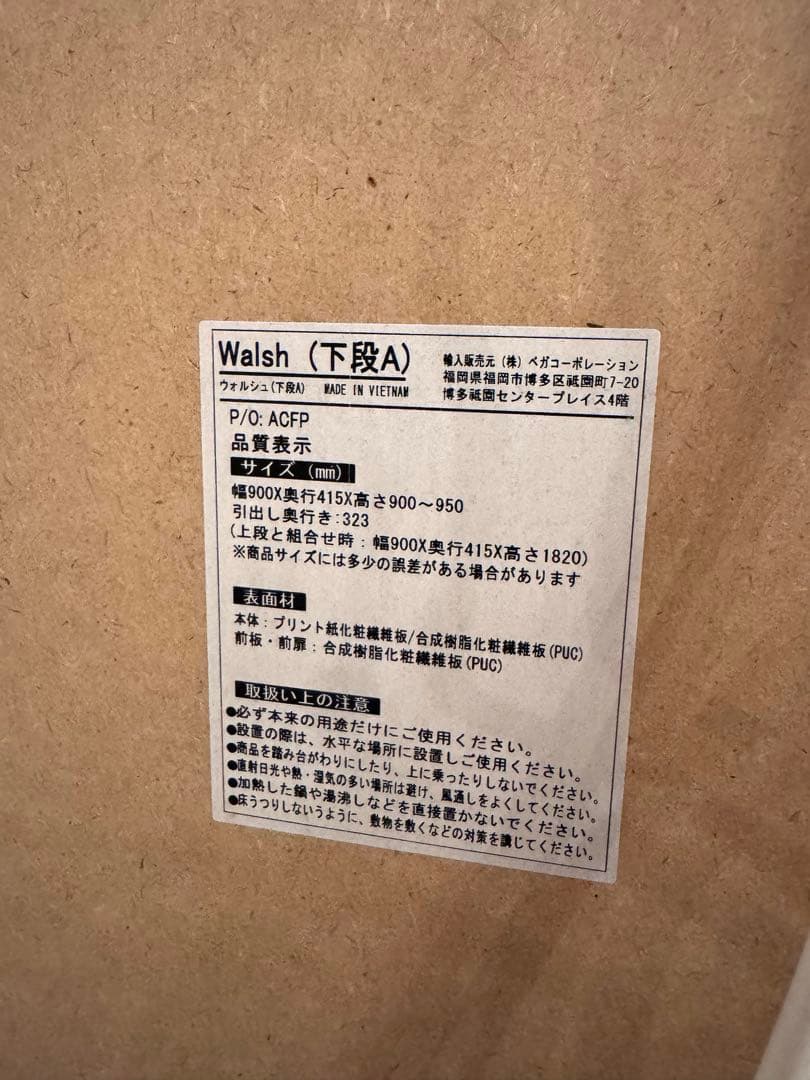 Walsh (下段A)
ウォルシュ(下段A) MADE IN VIETNAM
輸入販売元 (株) ベガコーポレーション
福岡県福岡市博多区祇園町7-20
博多祇園センタープレイス4階
P/O: ACFP
品質表示
サイズ (mm)
幅900X奥行415X高さ900～950
引出し奥行き:323
(上段と組合せ時: 幅900X奥行415X高さ1820)
※商品サイズには多少の誤差がある場合があります
表面材
本体:プリント紙化粧繊維板/合成樹脂化粧繊維板(PUC)
前板・前扉:合成樹脂化粧繊維板(PUC)
取扱い上の注意
●必ず本来の用途だけにご使用ください。
●設置の際は、水平な場所に設置しご使用ください。
●商品を踏み台がわりにしたり、上に乗ったりしないでください。
●直射日光や熱・湿気の多い場所は避け、風通しをよくしてください。
●加熱した鍋や湯沸しなどを直接置かないでください。
●床うつりしないうように、敷物を敷くなどの対策を講じてください。